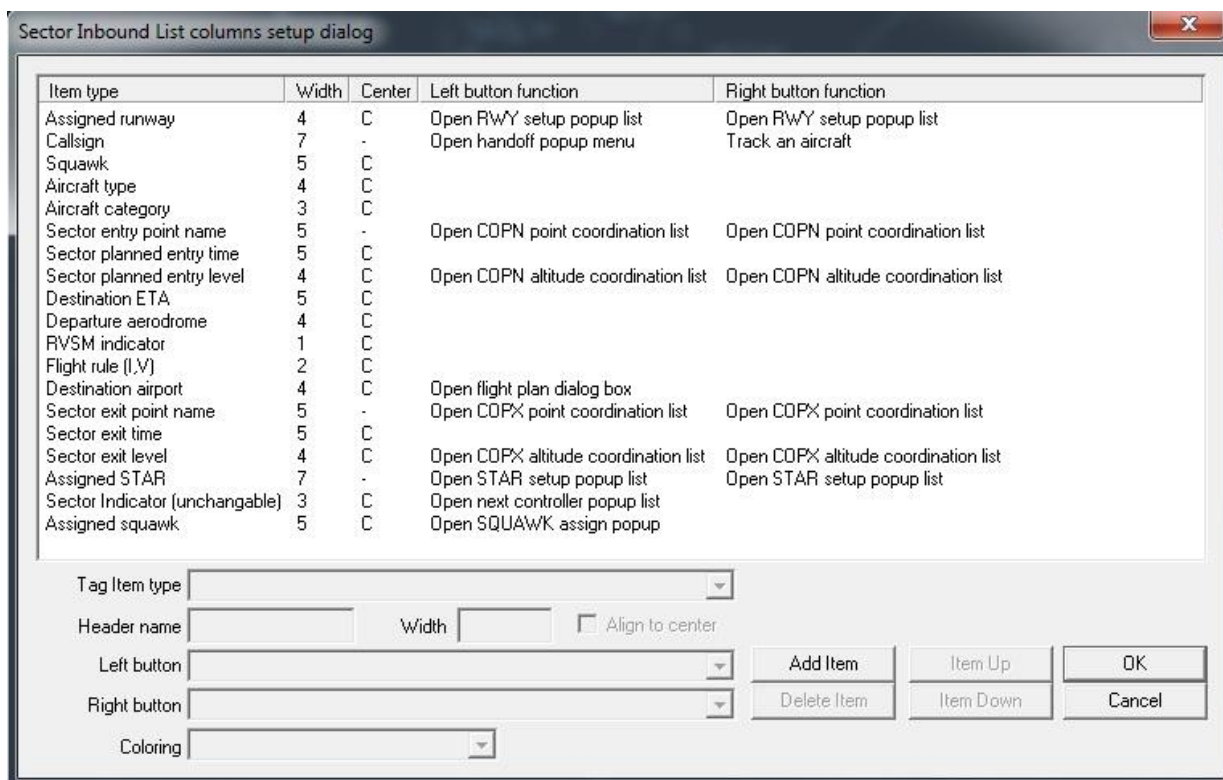 Sector Inbound List columns setup dialog
Item type Width Center Left button function Right button function
Assigned runway 4 C Open RWY setup popup list Open RWY setup popup list
Callsign 7 - Open handoff popup menu Track an aircraft
Squawk 5 C
Aircraft type 4 C
Aircraft category 3 C
Sector entry point name 5 - Open COPN point coordination list Open COPN point coordination list
Sector planned entry time 5 C
Sector planned entry level 4 C Open COPN altitude coordination list Open COPN altitude coordination list
Destination ETA 5 C
Departure aerodrome 4 C
RVSM indicator 1 C
Flight rule (I,V) 2 C
Destination airport 4 C Open flight plan dialog box
Sector exit point name 5 - Open COPX point coordination list Open COPX point coordination list
Sector exit time 5 C
Sector exit level 4 C Open COPX altitude coordination list Open COPX altitude coordination list
Assigned STAR 7 - Open STAR setup popup list Open STAR setup popup list
Sector Indicator (unchangable) 3 C Open next controller popup list
Assigned squawk 5 C Open SQUAWK assign popup
Tag Item type
Header name Width Align to center
Left button Add Item Item Up OK
Right button Delete Item Item Down Cancel
Coloring